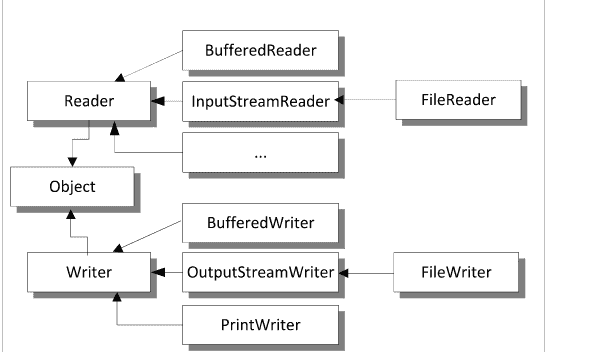 BufferedReader
Reader
InputStreamReader
FileReader
...
Object
BufferedWriter
Writer
OutputStreamWriter
FileWriter
PrintWriter